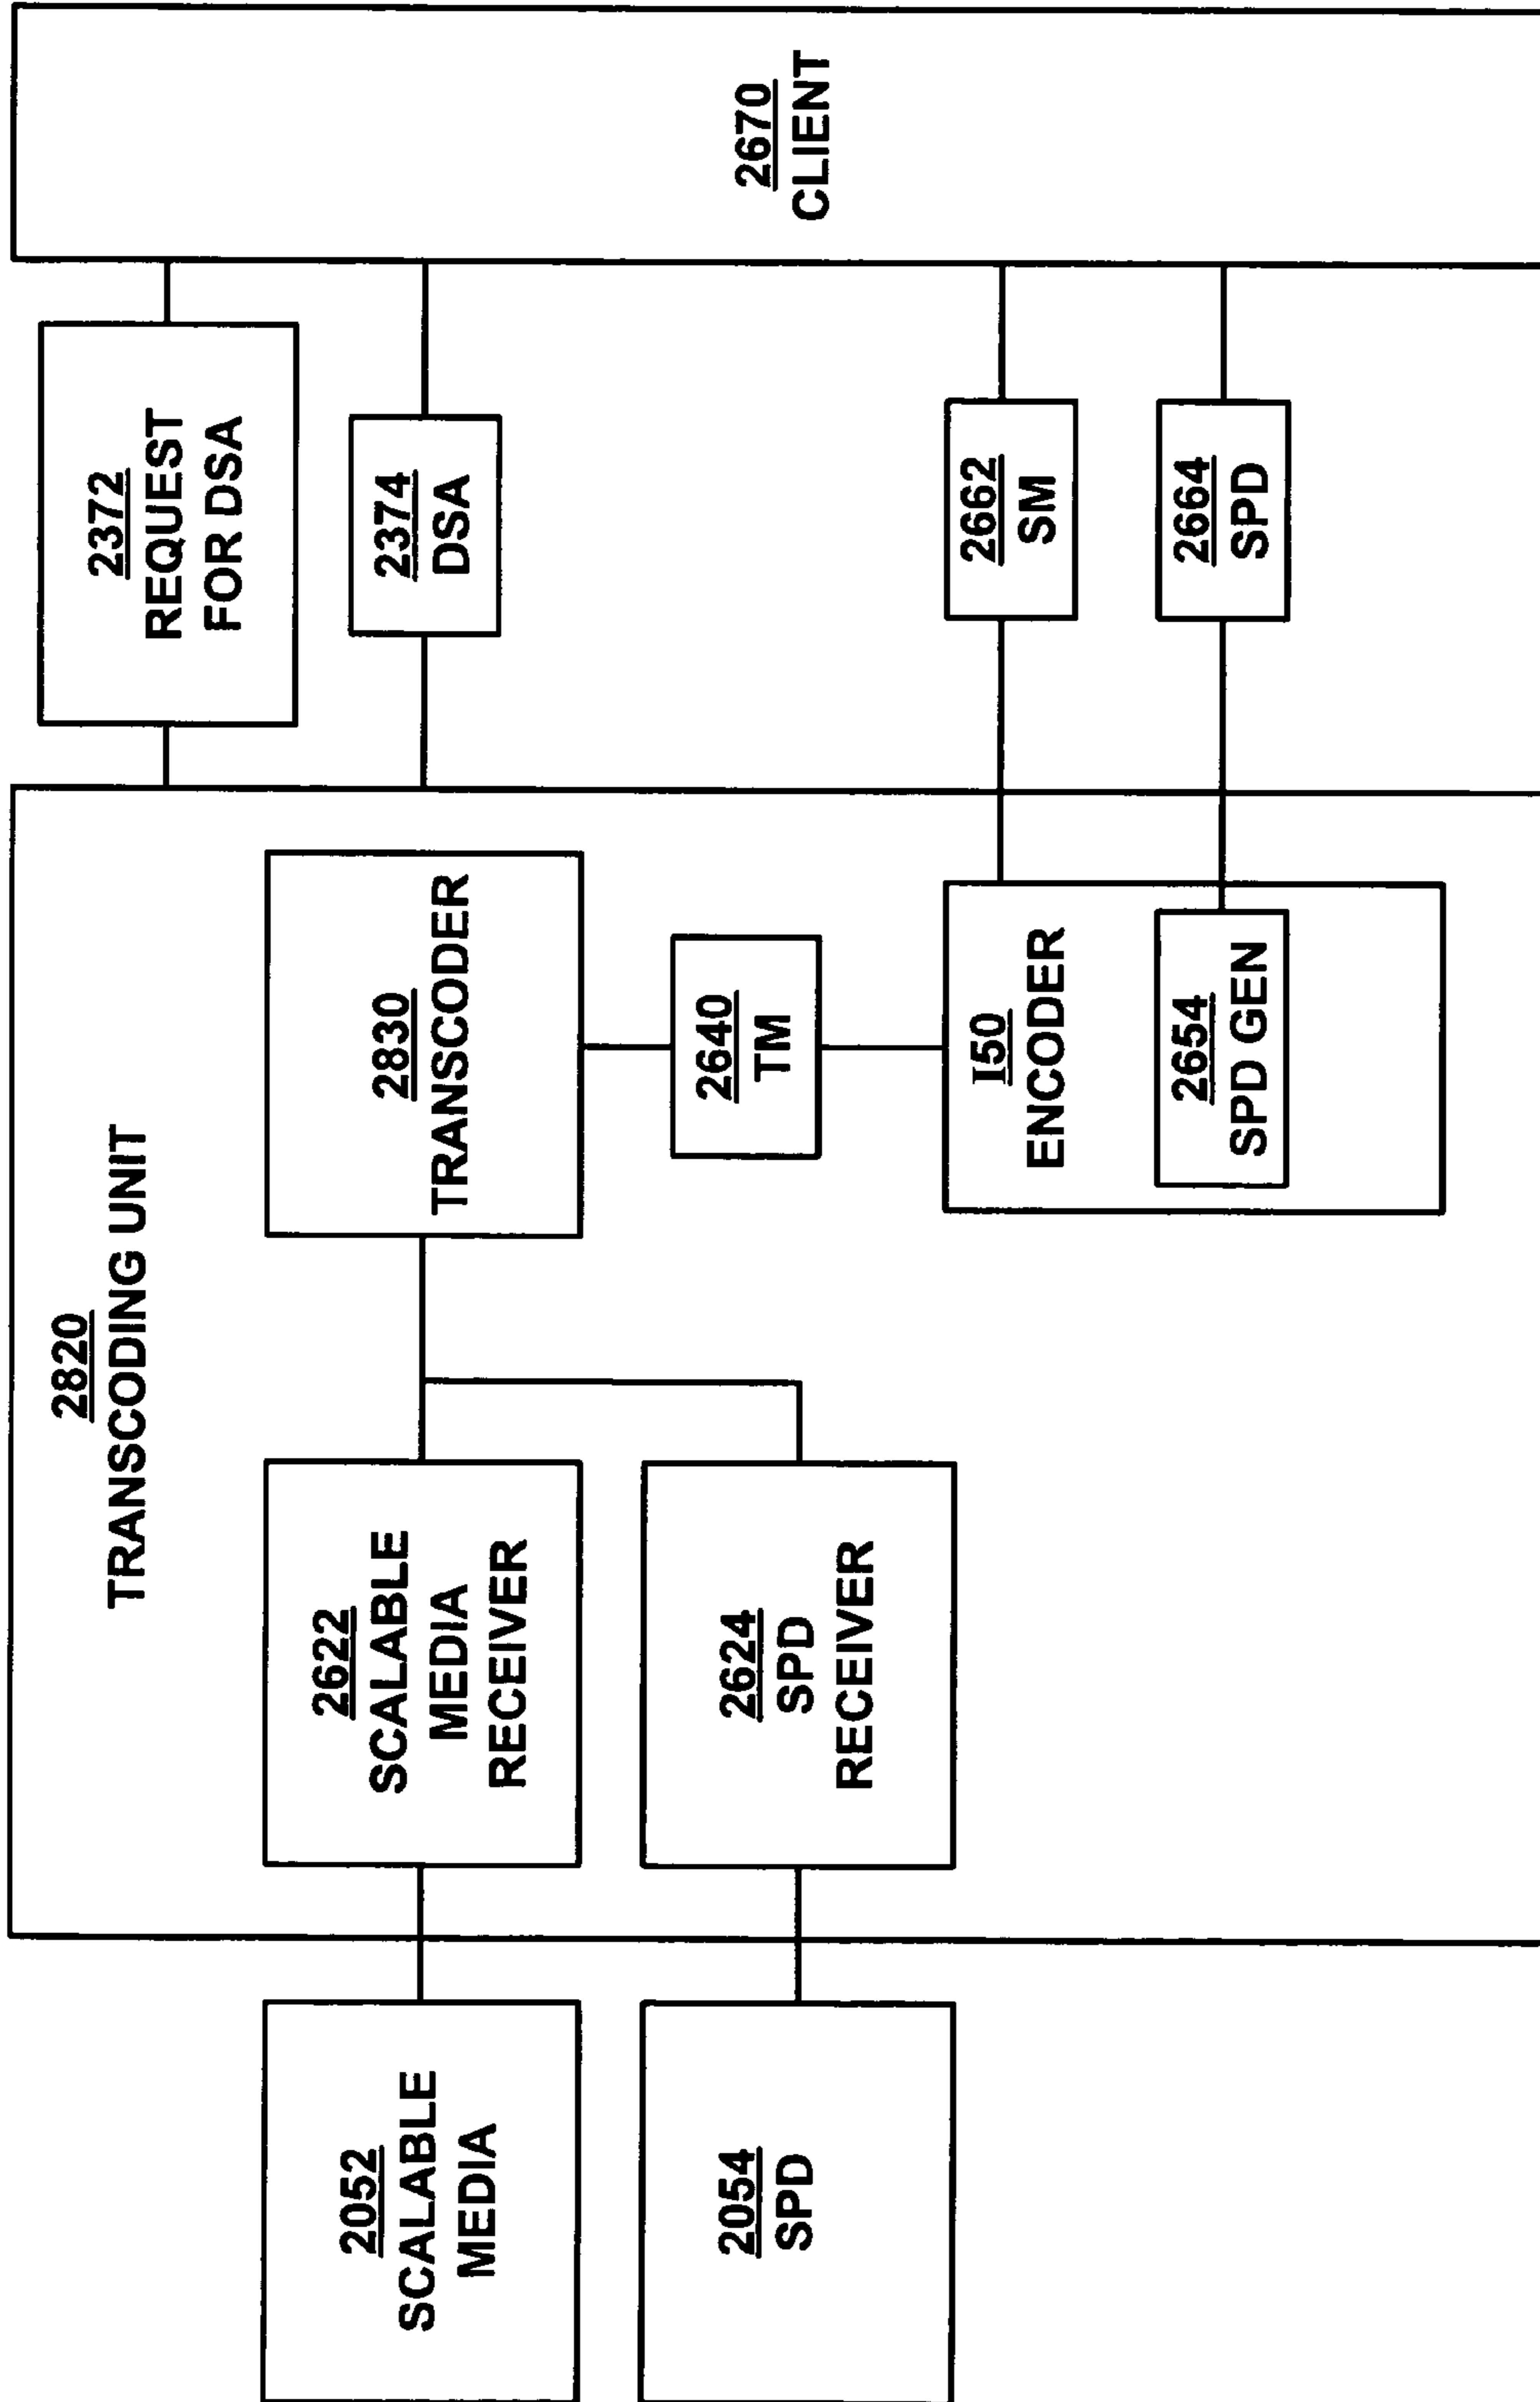 2820
TRANSCODING UNIT
2052
SCALABLE
MEDIA
2054
SPD
2622
SCALABLE
MEDIA
RECEIVER
2624
SPD
RECEIVER
2830
TRANSCODER
2640
TM
I50
ENCODER
2654
SPD GEN
2372
REQUEST
FOR DSA
2374
DSA
2662
SM
2664
SPD
2670
CLIENT